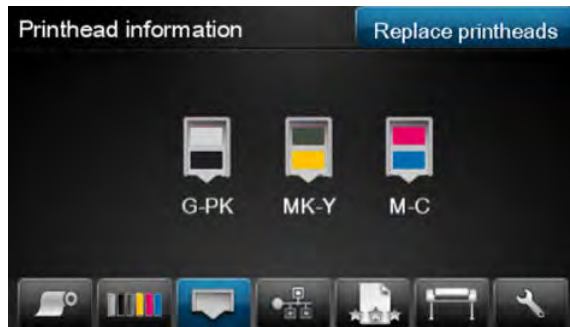 Printhead information
Replace printheads
G-PK
MK-Y
M-C